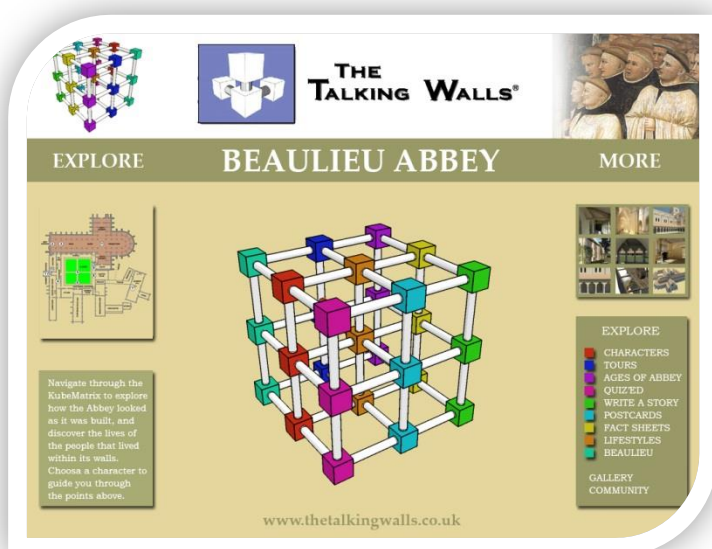 THE
TALKING WALLS®
EXPLORE
BEAULIEU ABBEY
MORE
Navigate through the
KubeMatrix to explore
how the Abbey looked
as it was built, and
discover the lives of
the people that lived
within its walls.
Choosa a character to
guide you through
the points above.
EXPLORE
CHARACTERS
TOURS
AGES OF ABBEY
QUIZ'ED
WRITE A STORY
POSTCARDS
FACT SHEETS
LIFESTYLES
BEAULIEU
GALLERY
COMMUNITY
www.thetalkingwalls.co.uk